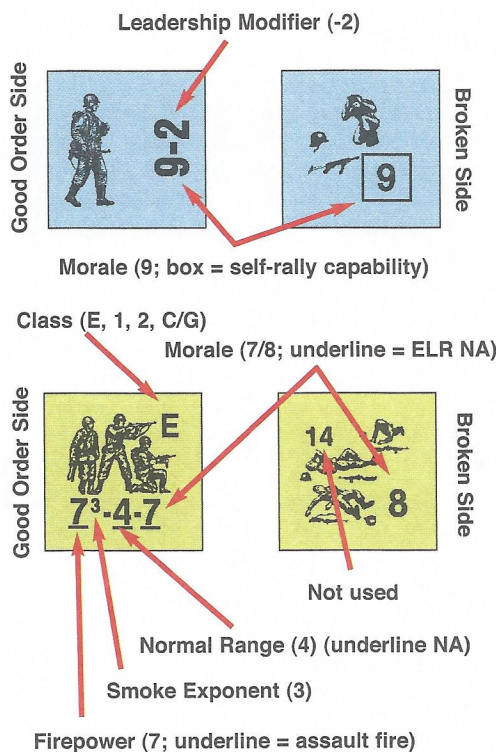 Leadership Modifier (-2)
Good Order Side
9-2
9
Broken Side
Morale (9; box = self-rally capability)
Class (E, 1, 2, C/G)
Morale (7/8; underline = ELR NA)
Good Order Side
E
7³-4-7
14
8
Broken Side
Not used
Normal Range (4) (underline NA)
Smoke Exponent (3)
Firepower (7; underline = assault fire)